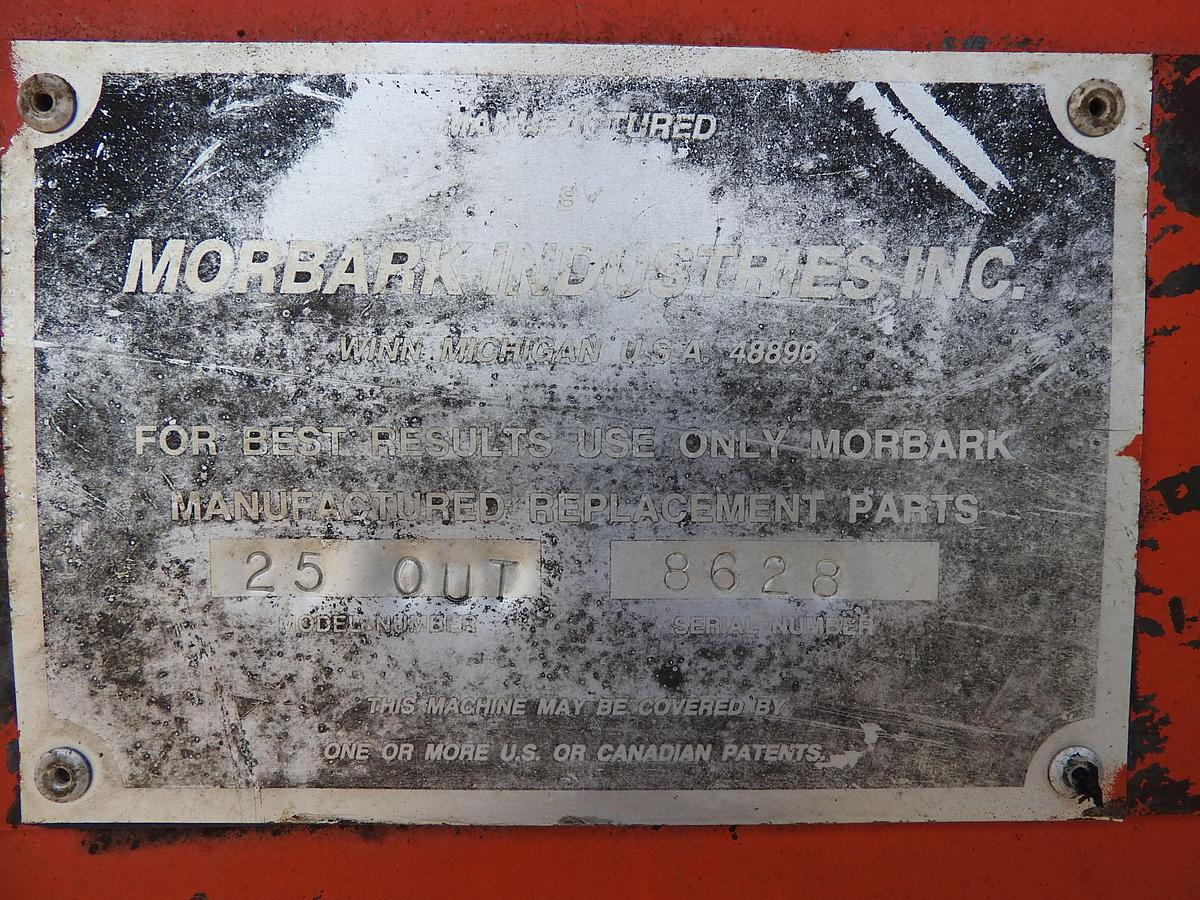 MANUFACTURED
BY
MORBARK INDUSTRIES INC.
WINN, MICHIGAN U.S.A. 48896
FOR BEST RESULTS USE ONLY MORBARK
MANUFACTURED REPLACEMENT PARTS
25 OUT 8628
MODEL NUMBER SERIAL NUMBER
THIS MACHINE MAY BE COVERED BY
ONE OR MORE U.S. OR CANADIAN PATENTS.